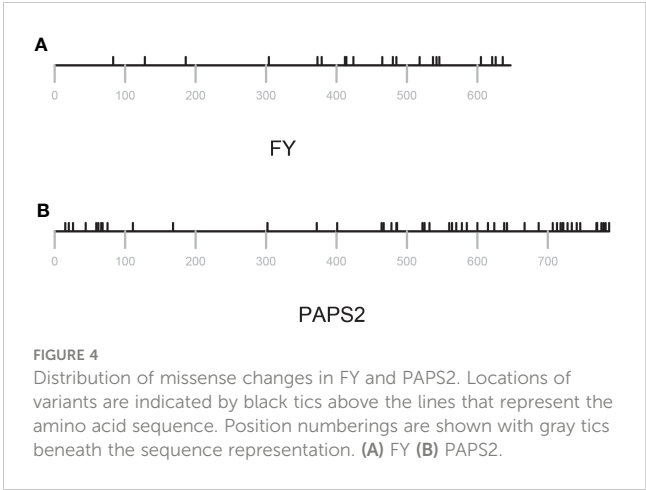 A
0 100 200 300 400 500 600
FY
B
0 100 200 300 400 500 600 700
PAPS2
FIGURE 4
Distribution of missense changes in FY and PAPS2. Locations of
variants are indicated by black tics above the lines that represent the
amino acid sequence. Position numberings are shown with gray tics
beneath the sequence representation. (A) FY (B) PAPS2.